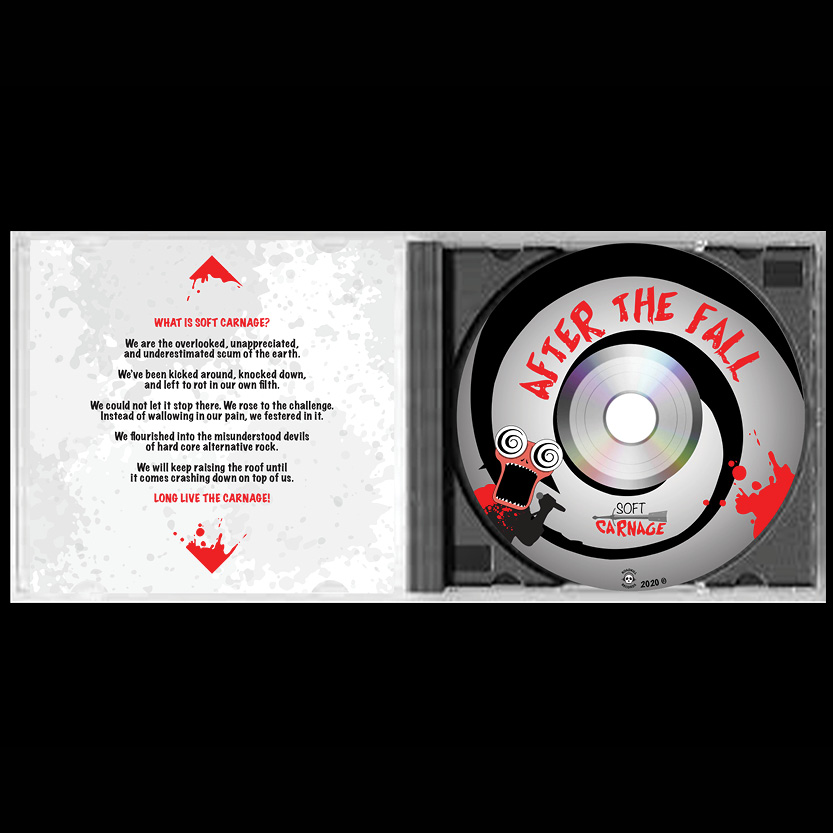 WHAT IS SOFT CARNAGE?
We are the overlooked, unappreciated,
and underestimated scum of the earth.
We've been kicked around, knocked down,
and left to rot in our own filth.
We could not let it stop there. We rose to the challenge.
Instead of wallowing in our pain, we festered in it.
We flourished into the misunderstood devils
of hard core alternative rock.
We will keep raising the roof until
it comes crashing down on top of us.
LONG LIVE THE CARNAGE!
AFTER THE FALL
SOFT
CARNAGE
2020 ®